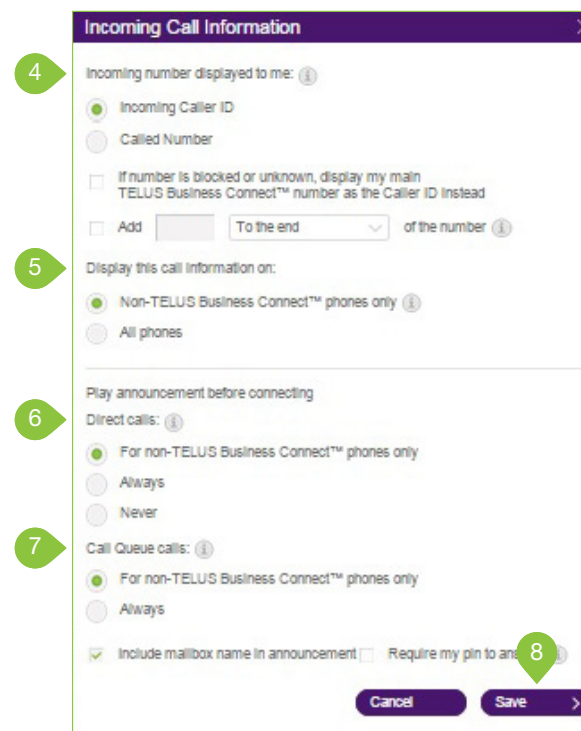 Incoming Call Information
4
Incoming number displayed to me:
Incoming Caller ID
Called Number
If number is blocked or unknown, display my main
TELUS Business Connect™ number as the Caller ID instead
Add To the end of the number
5
Display this call information on:
Non-TELUS Business Connect™ phones only
All phones
Play announcement before connecting
6
Direct calls:
For non-TELUS Business Connect™ phones only
Always
Never
7
Call Queue calls:
For non-TELUS Business Connect™ phones only
Always
Include mailbox name in announcement Require my pin to
8
Cancel Save